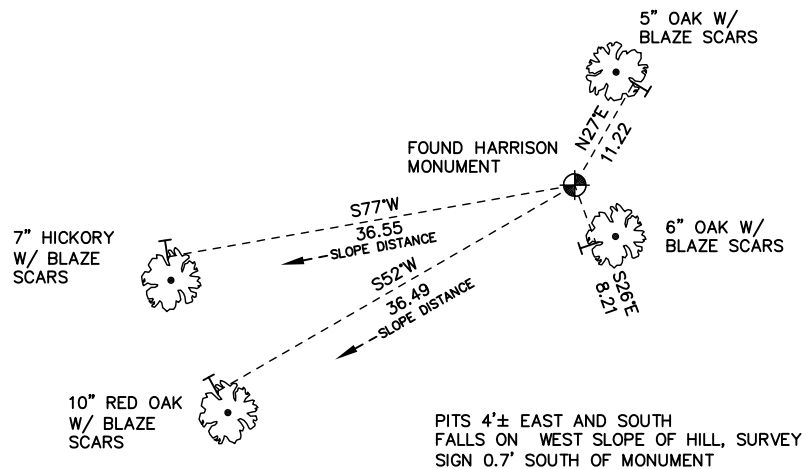 5" OAK W/
BLAZE SCARS
N27°E
11.22
FOUND HARRISON
MONUMENT
S77°W
36.55
SLOPE DISTANCE
7" HICKORY
W/ BLAZE
SCARS
6" OAK W/
BLAZE SCARS
S26°E
8.21
S52°W
36.49
SLOPE DISTANCE
10" RED OAK
W/ BLAZE
SCARS
PITS 4'± EAST AND SOUTH
FALLS ON WEST SLOPE OF HILL, SURVEY
SIGN 0.7' SOUTH OF MONUMENT